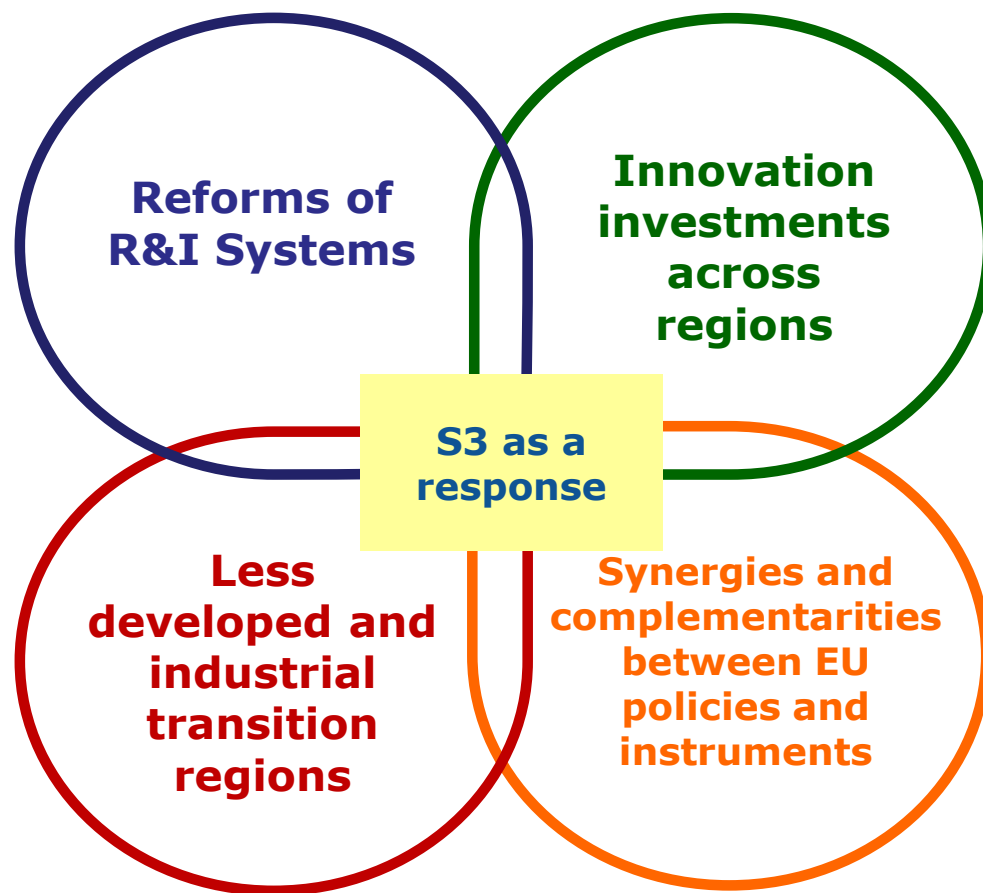 Reforms of
R&I Systems
Innovation
investments
across
regions
S3 as a
response
Less
developed and
industrial
transition
regions
Synergies and
complementarities
between EU
policies and
instruments